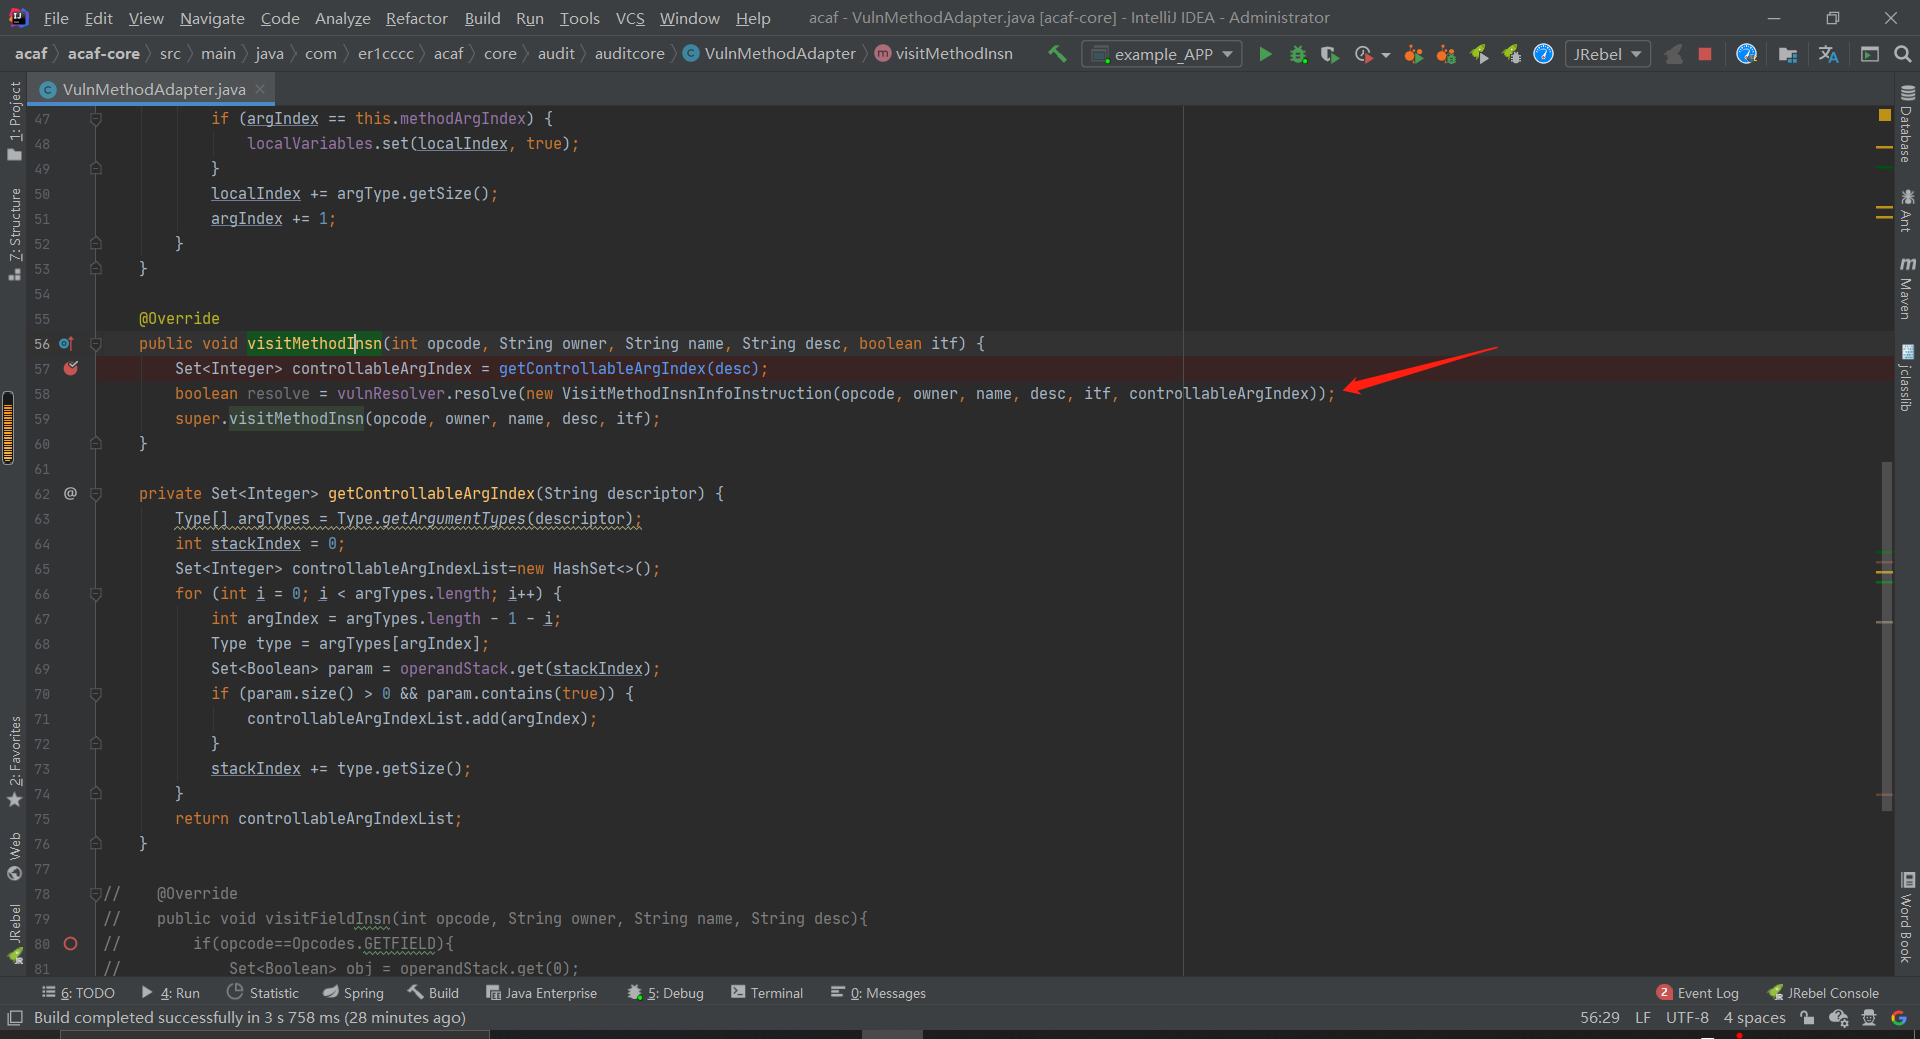 File Edit View Navigate Code Analyze Refactor Build Run Tools VCS Window Help acaf - VulnMethodAdapter.java [acaf-core] - IntelliJ IDEA - Administrator
acaf acaf-core src main java com er1cccc acaf core audit auditcore VulnMethodAdapter visitMethodInsn example_APP JRebel
VulnMethodAdapter.java
1: Project
7: Structure
2: Favorites
Web
JRebel
47 if (argIndex == this.methodArgIndex) {
48 localVariables.set(localIndex, true);
49 }
50 localIndex += argType.getSize();
51 argIndex += 1;
52 }
53 }
54
55 @Override
56 public void visitMethodInsn(int opcode, String owner, String name, String desc, boolean itf) {
57 Set<Integer> controllableArgIndex = getControllableArgIndex(desc);
58 boolean resolve = vulnResolver.resolve(new VisitMethodInsnInfoInstruction(opcode, owner, name, desc, itf, controllableArgIndex));
59 super.visitMethodInsn(opcode, owner, name, desc, itf);
60 }
61
62 @ private Set<Integer> getControllableArgIndex(String descriptor) {
63 Type[] argTypes = Type.getArgumentTypes(descriptor);
64 int stackIndex = 0;
65 Set<Integer> controllableArgIndexList=new HashSet<>();
66 for (int i = 0; i < argTypes.length; i++) {
67 int argIndex = argTypes.length - 1 - i;
68 Type type = argTypes[argIndex];
69 Set<Boolean> param = operandStack.get(stackIndex);
70 if (param.size() > 0 && param.contains(true)) {
71 controllableArgIndexList.add(argIndex);
72 }
73 stackIndex += type.getSize();
74 }
75 return controllableArgIndexList;
76 }
77
78 // @Override
79 // public void visitFieldInsn(int opcode, String owner, String name, String desc){
80 // if(opcode==Opcodes.GETFIELD){
81 // Set<Boolean> obj = operandStack.get(0);
Database
Ant
Maven
jclasslib
Word Book
6: TODO 4: Run Statistic Spring Build Java Enterprise 5: Debug Terminal 0: Messages 2 Event Log JRebel Console
Build completed successfully in 3 s 758 ms (28 minutes ago) 56:29 LF UTF-8 4 spaces